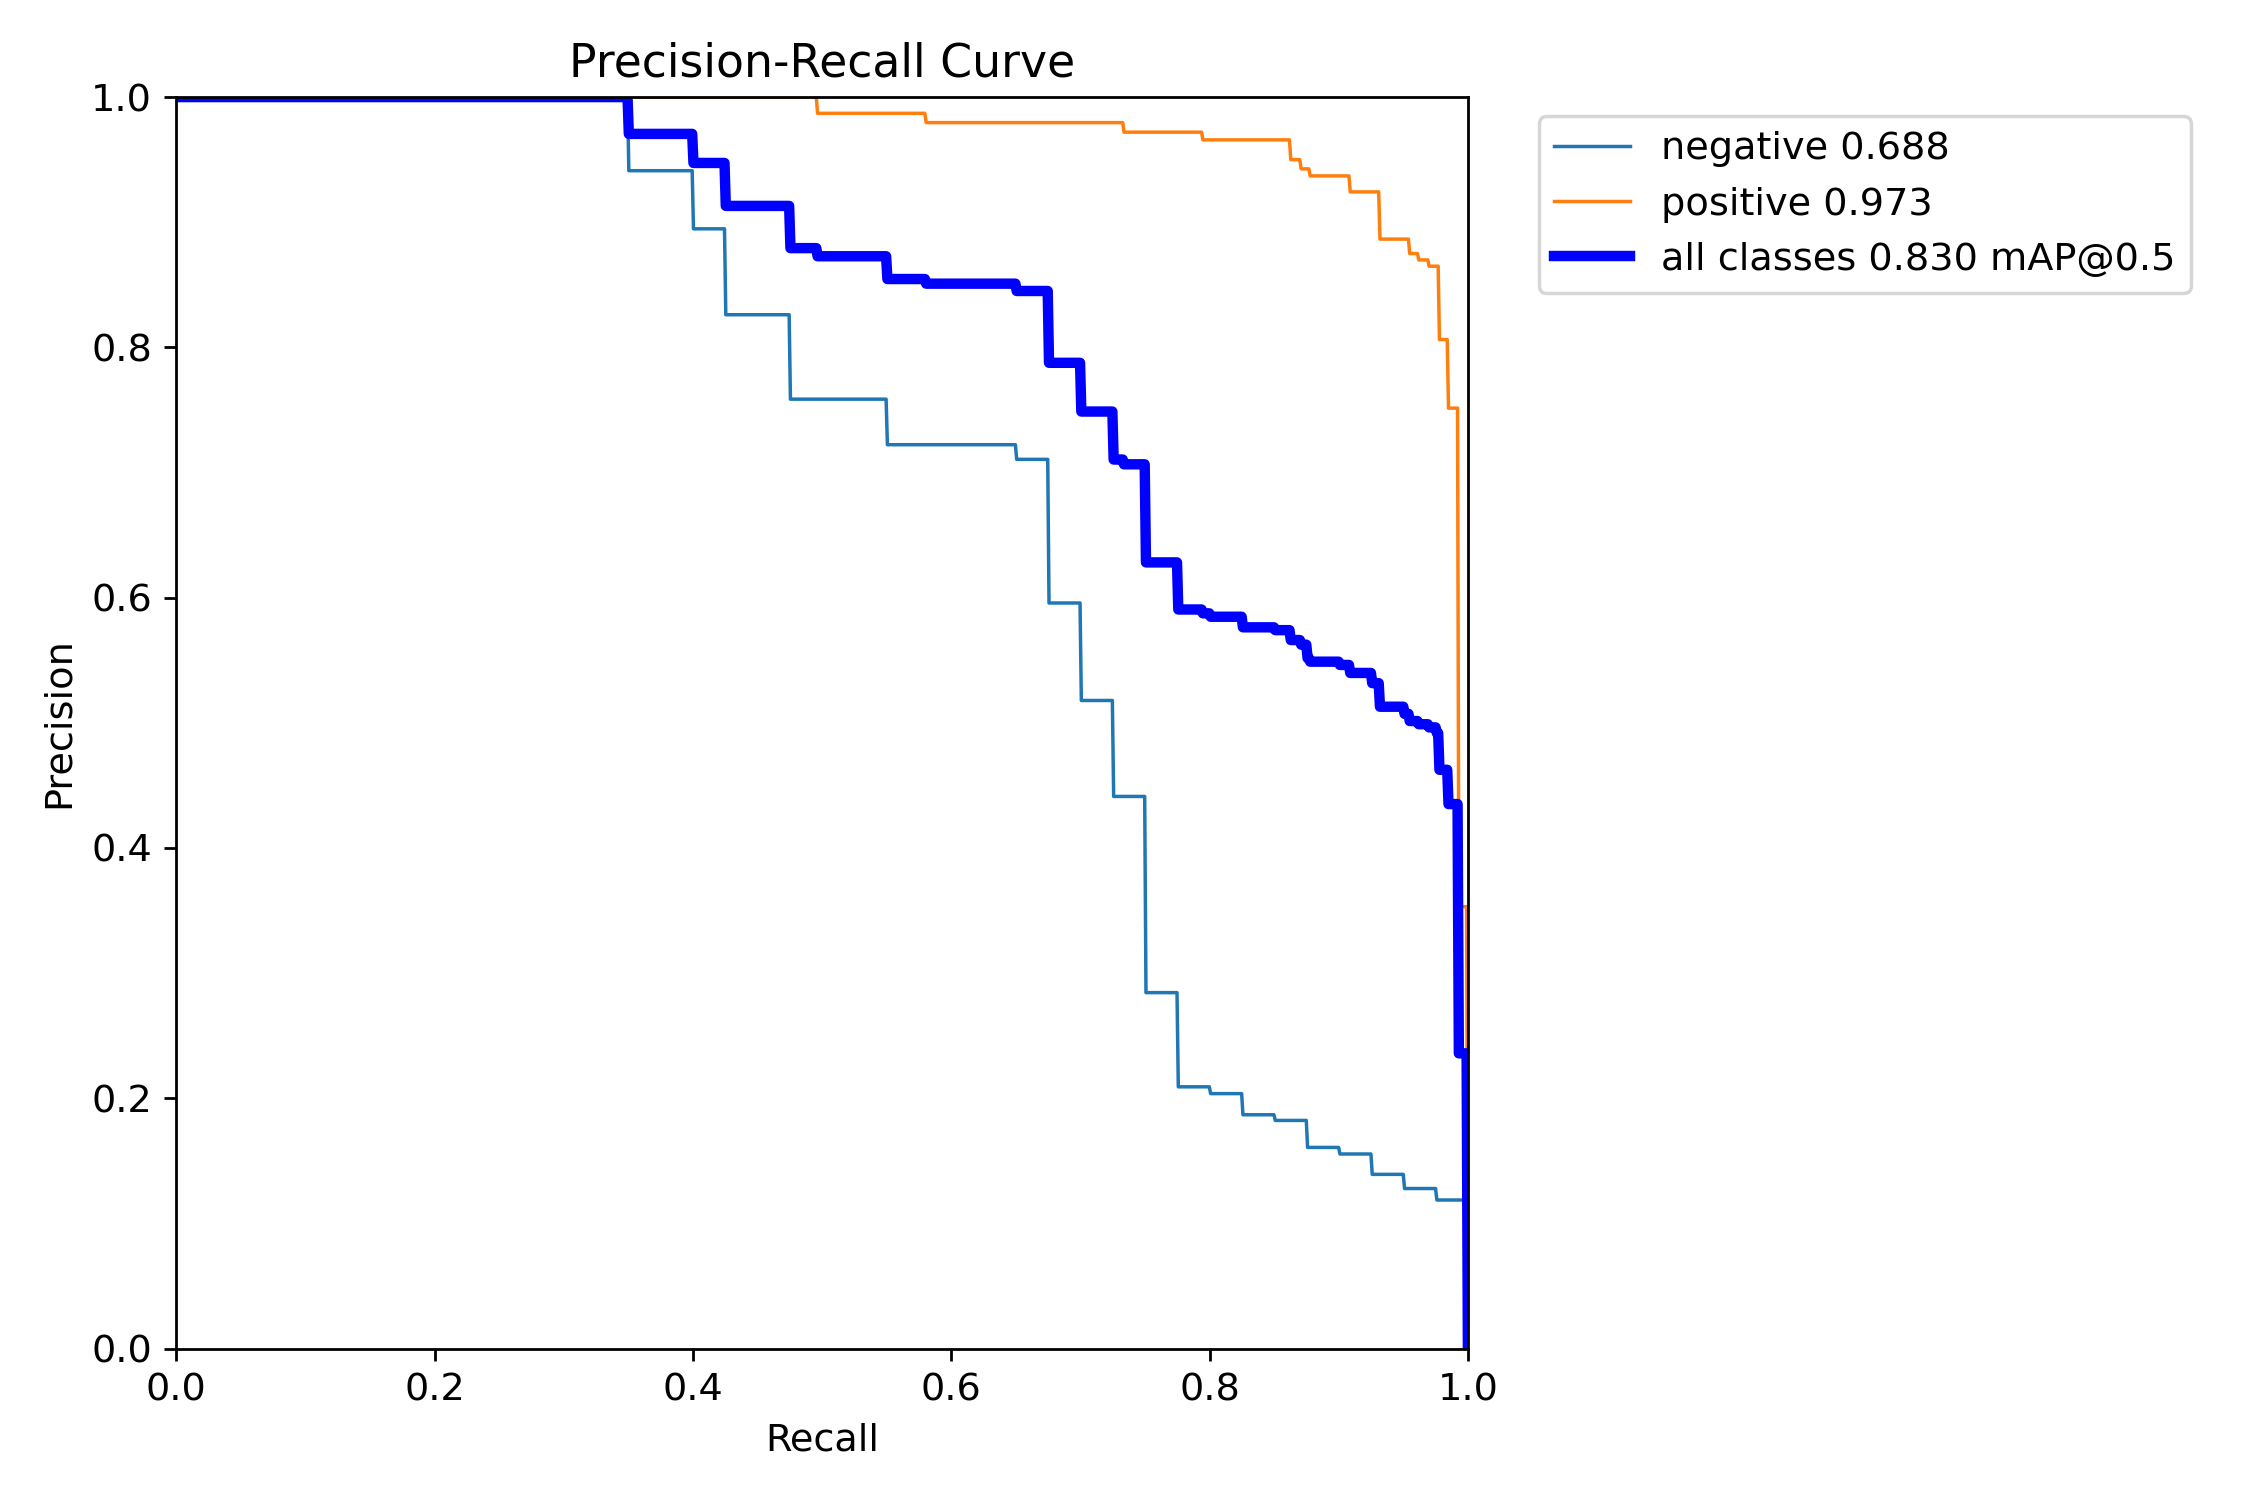 Precision-Recall Curve
1.0
0.8
0.6
0.4
0.2
0.0
Precision
0.0 0.2 0.4 0.6 0.8 1.0
Recall
negative 0.688
positive 0.973
all classes 0.830 mAP@0.5